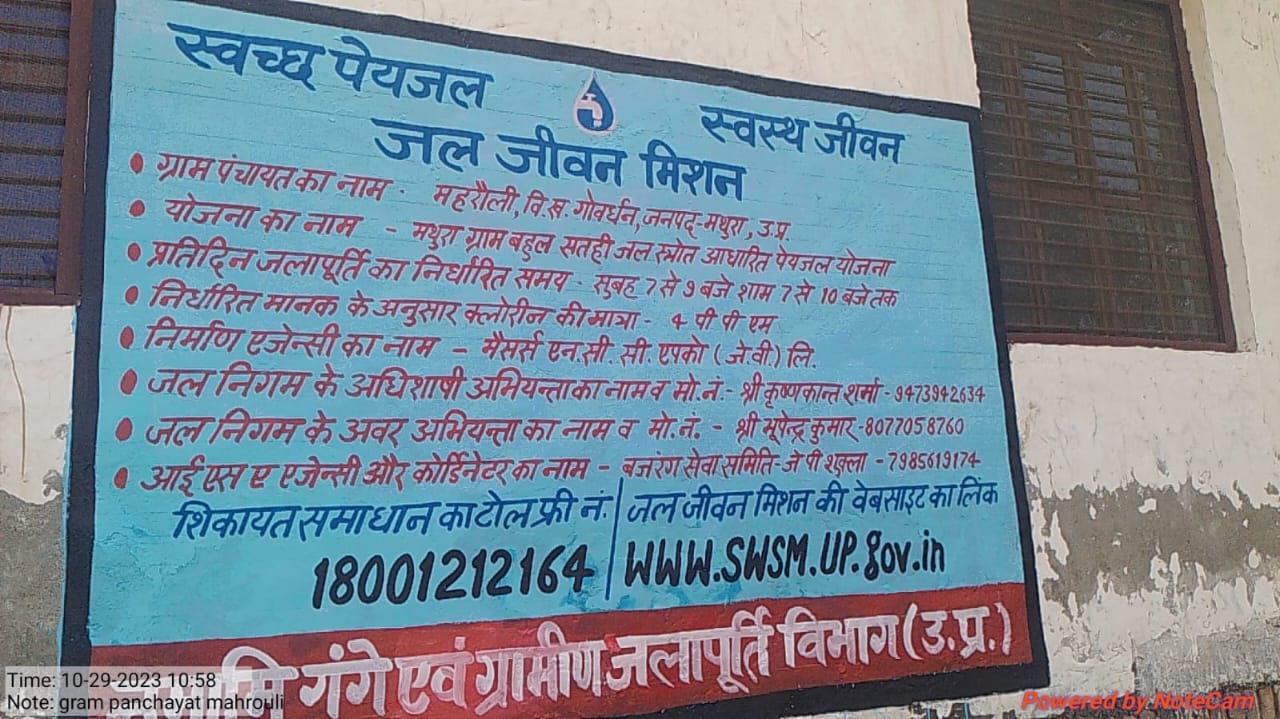 स्वच्छ पेयजल
स्वस्थ जीवन
जल जीवन मिशन
• ग्राम पंचायत का नाम - महरौली, वि.ख. गोवर्धन, जनपद-मथुरा, उ.प्र.
• योजना का नाम - मथुरा ग्राम बहुल सतही जल स्त्रोत आधारित पेयजल योजना
• प्रतिदिन जलापूर्ति का निर्धारित समय - सुबह 7 से 9 बजे शाम 7 से 10 बजे तक
• निर्धारित मानक के अनुसार क्लोरीन की मात्रा - 4 पी पी एम
• निर्माण एजेन्सी का नाम - मैसर्स एन.सी. सी. एपको (जे.वी) लि.
• जल निगम के अधिशाषी अभियन्ता का नाम व मो.नं.- श्री कृष्णकान्त शर्मा - 9473942634
• जल निगम के अवर अभियन्ता का नाम व मो.नं. - श्री भूपेन्द्र कुमार-8077058760
• आई एस ए एजेन्सी और कोर्डिनेटर का नाम - बजरंग सेवा समिति-जे पी शुक्ला - 7985619174
शिकायत समाधान का टोल फ्री नं.
18001212164
जल जीवन मिशन की वेबसाइट का लिंक
WWW.SWSM.UP.gov.in
नमामि गंगे एवं ग्रामीण जलापूर्ति विभाग (उ.प्र.)
Time: 10-29-2023 10:58
Note: gram panchayat mahrouli
Powered by NoteCam